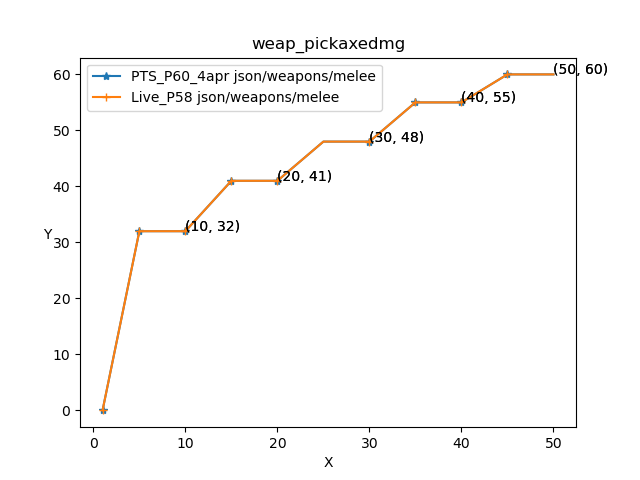 weap_pickaxedmg
PTS_P60_4apr json/weapons/melee
Live_P58 json/weapons/melee
(50, 60)
(40, 55)
(30, 48)
(20, 41)
(10, 32)
60
50
40
30
20
10
0
Y
0 10 20 30 40 50
X